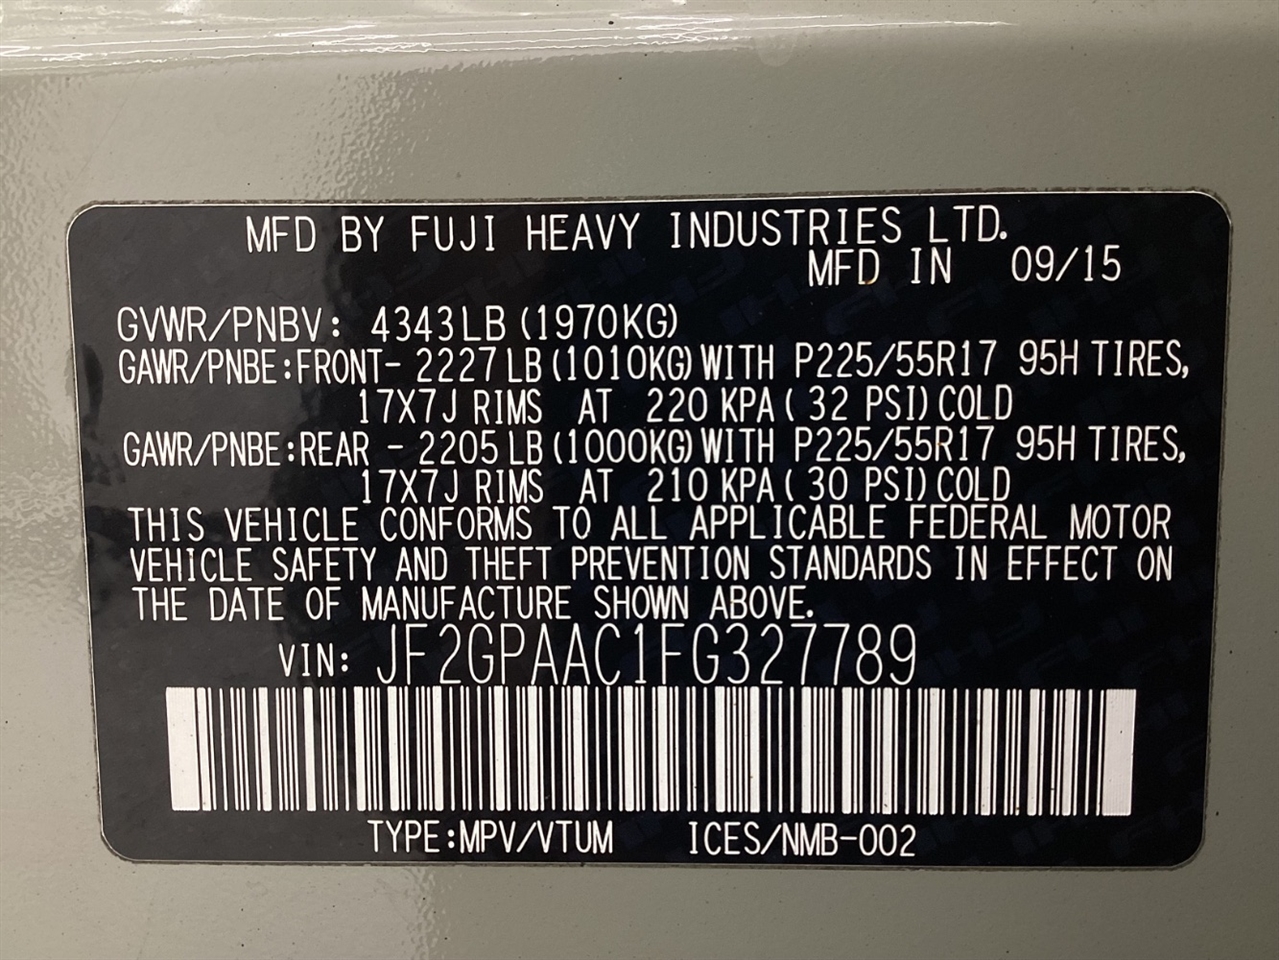 MFD BY FUJI HEAVY INDUSTRIES LTD.
MFD IN 09/15
GVWR/PNBV: 4343LB (1970KG)
GAWR/PNBE:FRONT- 2227LB (1010KG) WITH P225/55R17 95H TIRES,
17X7J RIMS AT 220 KPA ( 32 PSI) COLD
GAWR/PNBE:REAR - 2205LB (1000KG) WITH P225/55R17 95H TIRES,
17X7J RIMS AT 210 KPA ( 30 PSI) COLD
THIS VEHICLE CONFORMS TO ALL APPLICABLE FEDERAL MOTOR
VEHICLE SAFETY AND THEFT PREVENTION STANDARDS IN EFFECT ON
THE DATE OF MANUFACTURE SHOWN ABOVE.
VIN: JF2GPAAC1FG327789
TYPE:MPV/VTUM ICES/NMB-002